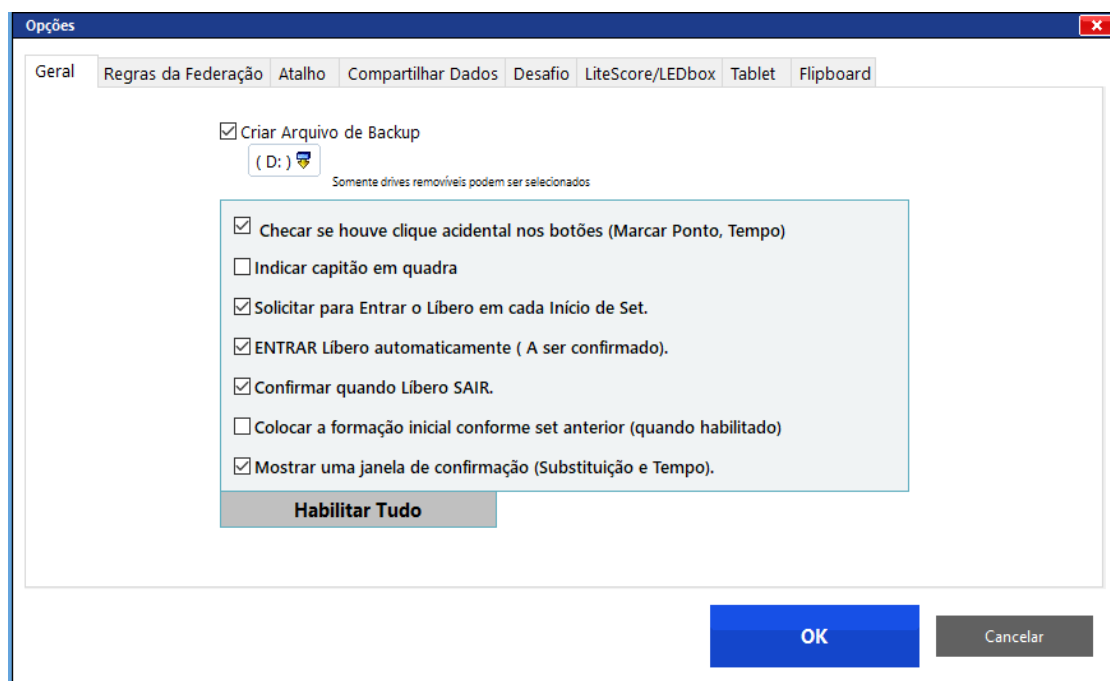 Opções
Geral Regras da Federação Atalho Compartilhar Dados Desafio LiteScore/LEDbox Tablet Flipboard
Criar Arquivo de Backup
( D: )
Somente drives removíveis podem ser selecionados
Checar se houve clique acidental nos botões (Marcar Ponto, Tempo)
Indicar capitão em quadra
Solicitar para Entrar o Líbero em cada Início de Set.
ENTRAR Líbero automaticamente ( A ser confirmado).
Confirmar quando Líbero SAIR.
Colocar a formação inicial conforme set anterior (quando habilitado)
Mostrar uma janela de confirmação (Substituição e Tempo).
Habilitar Tudo
OK Cancelar